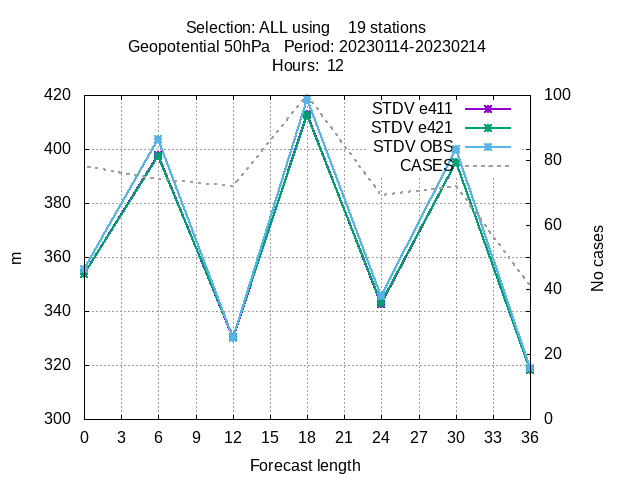 Selection: ALL using 19 stations
Geopotential 50hPa Period: 20230114-20230214
Hours: 12
420 100
STDV e411
STDV e421
400 STDV OBS 80
CASES
380
60
m 360 No cases
40
340
320 20
300 0
0 3 6 9 12 15 18 21 24 27 30 33 36
Forecast length